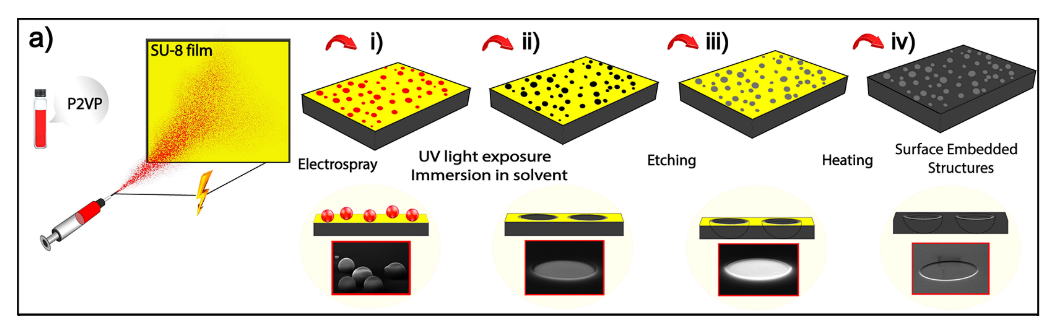 a)
SU-8 film
P2VP
i)
ii)
iii)
iv)
Electrospray
UV light exposure
Immersion in solvent
Etching
Heating
Surface Embedded
Structures